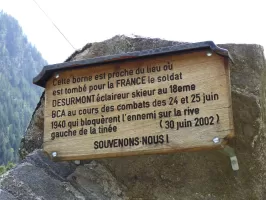 Cette borne est proche du lieu où
est tombé pour la FRANCE le soldat
DESURMONT éclaireur skieur au 18eme
BCA au cours des combats des 24 et 25 juin
1940 qui bloquèrent l'ennemi sur la rive
gauche de la tinée (30 juin 2002)
SOUVENONS-NOUS!